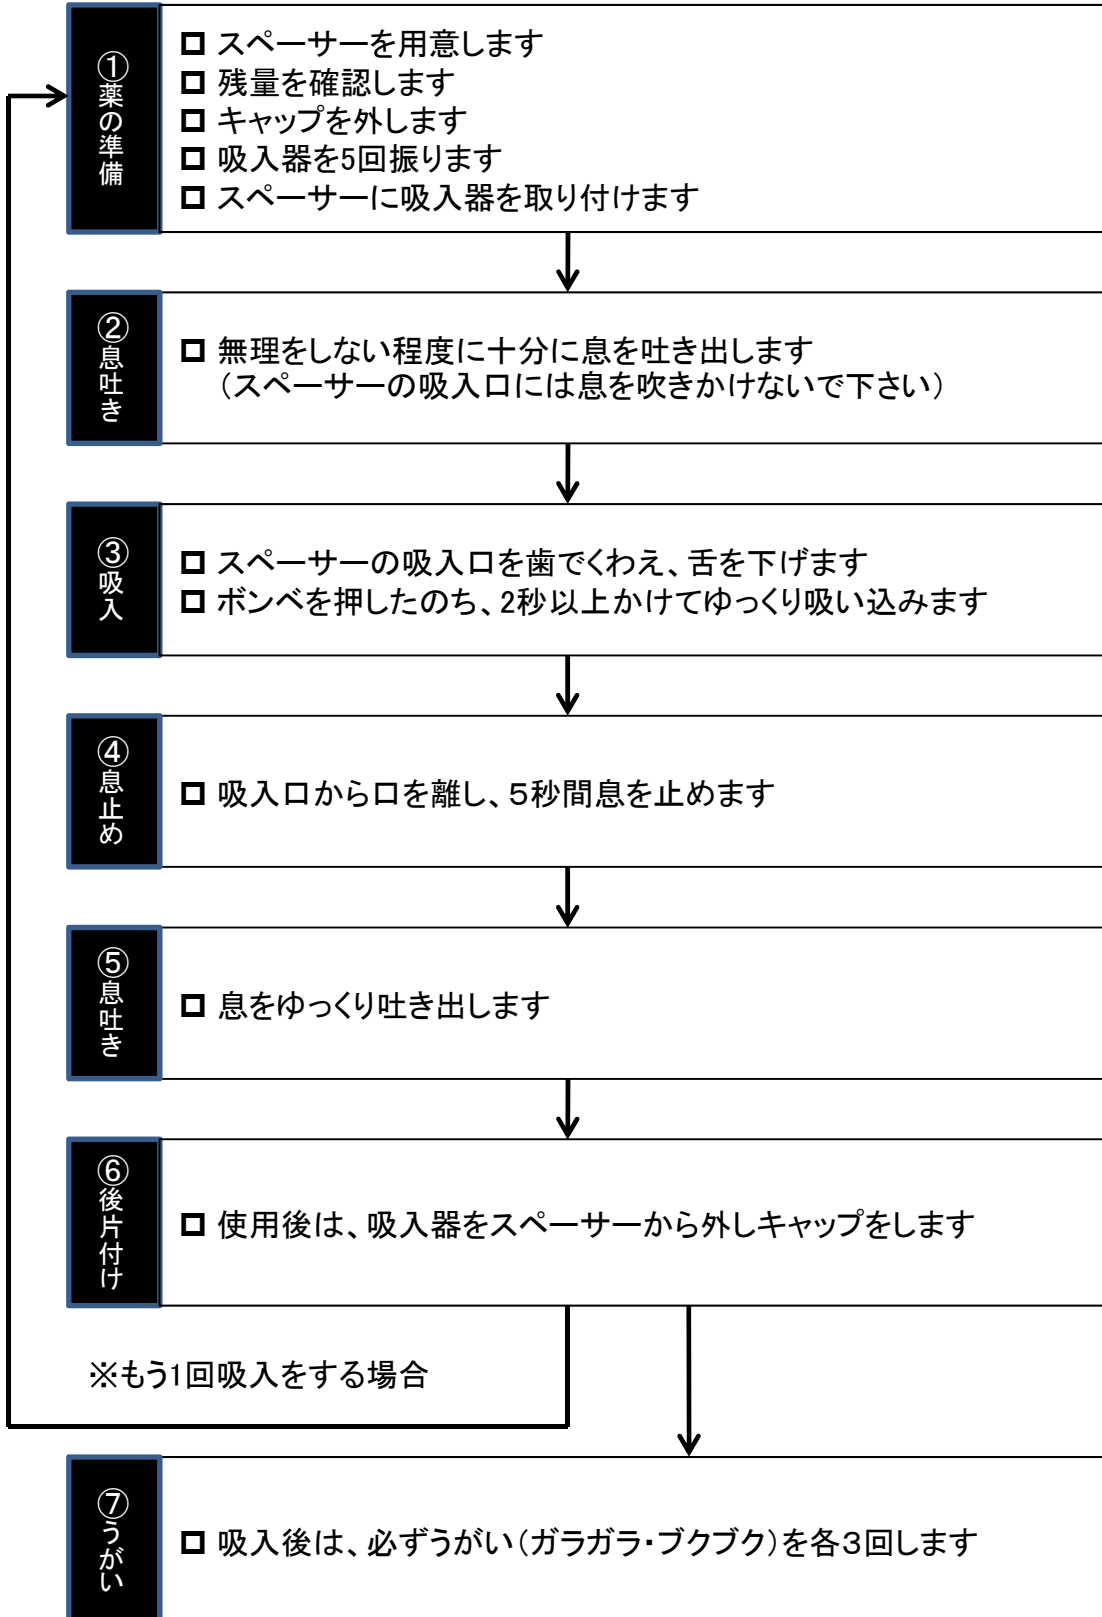 ①薬の準備
□ スペーサーを用意します
□ 残量を確認します
□ キャップを外します
□ 吸入器を5回振ります
□ スペーサーに吸入器を取り付けます
②息吐き
□ 無理をしない程度に十分に息を吐き出します
（スペーサーの吸入口には息を吹きかけないで下さい）
③吸入
□ スペーサーの吸入口を歯でくわえ、舌を下げます
□ ボンベを押したのち、2秒以上かけてゆっくり吸い込みます
④息止め
□ 吸入口から口を離し、５秒間息を止めます
⑤息吐き
□ 息をゆっくり吐き出します
⑥後片付け
□ 使用後は、吸入器をスペーサーから外しキャップをします
※もう1回吸入をする場合
⑦うがい
□ 吸入後は、必ずうがい（ガラガラ・ブクブク）を各３回します